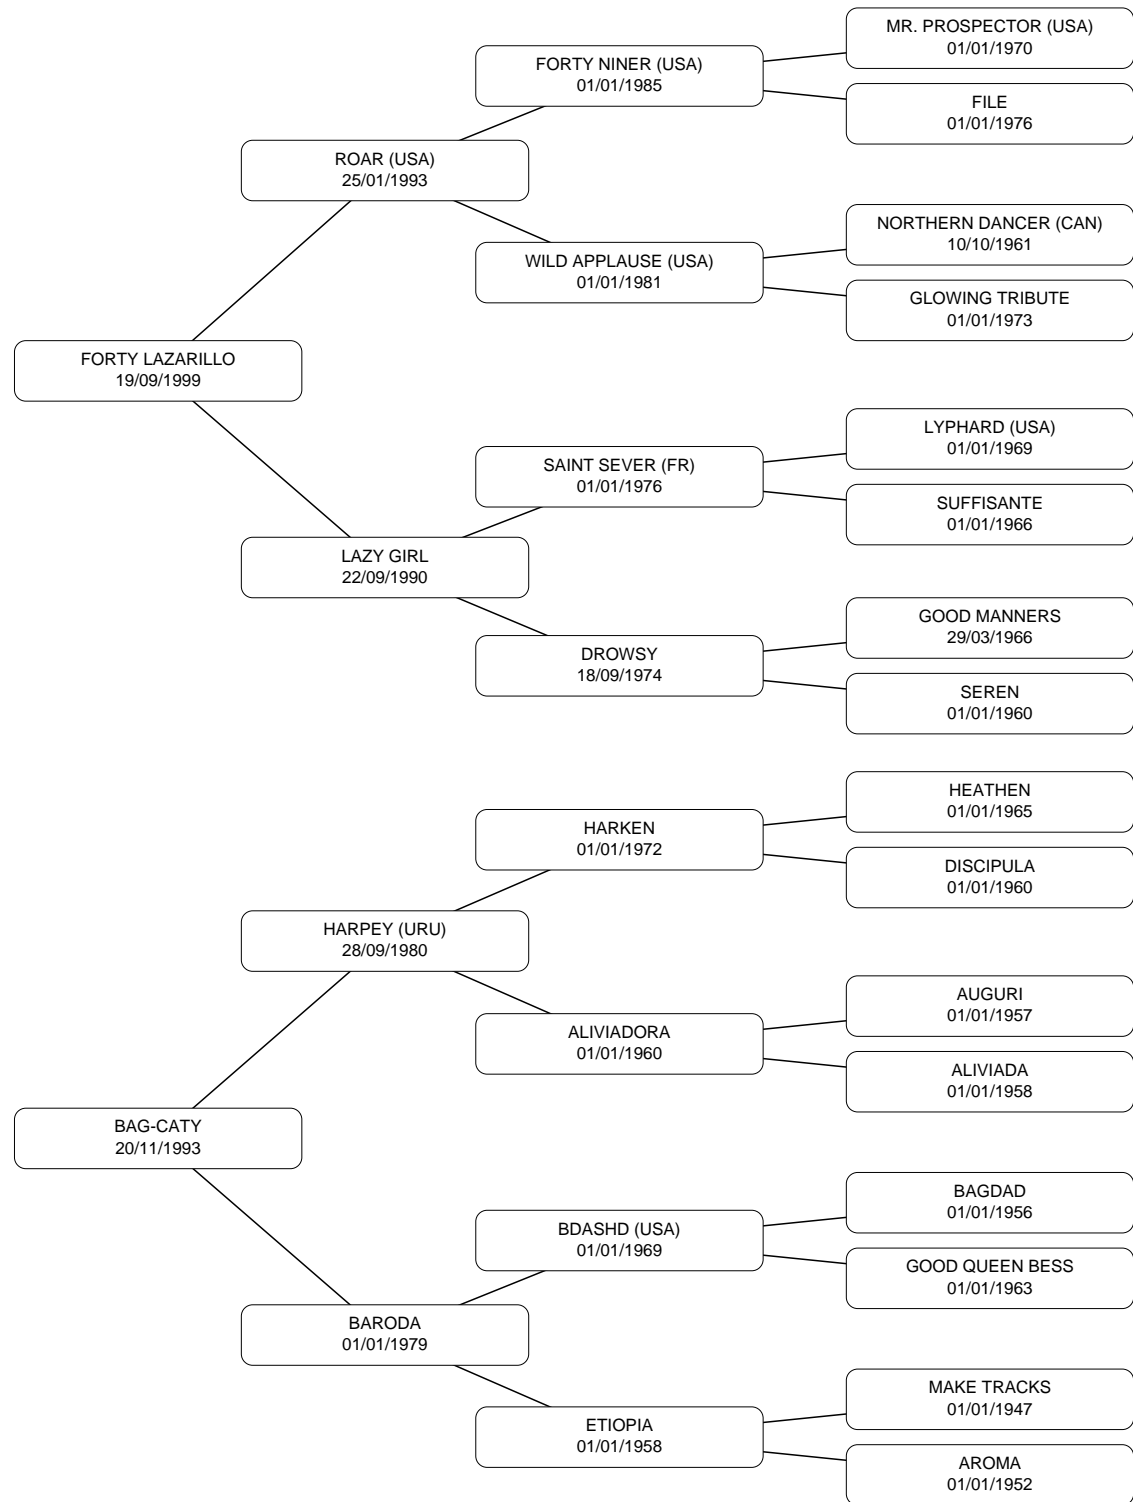 MR. PROSPECTOR (USA)
01/01/1970
FORTY NINER (USA)
01/01/1985
FILE
01/01/1976
ROAR (USA)
25/01/1993
NORTHERN DANCER (CAN)
10/10/1961
WILD APPLAUSE (USA)
01/01/1981
GLOWING TRIBUTE
01/01/1973
FORTY LAZARILLO
19/09/1999
LYPHARD (USA)
01/01/1969
SAINT SEVER (FR)
01/01/1976
SUFFISANTE
01/01/1966
LAZY GIRL
22/09/1990
GOOD MANNERS
29/03/1966
DROWSY
18/09/1974
SEREN
01/01/1960
HEATHEN
01/01/1965
HARKEN
01/01/1972
DISCIPULA
01/01/1960
HARPEY (URU)
28/09/1980
AUGURI
01/01/1957
ALIVIADORA
01/01/1960
ALIVIADA
01/01/1958
BAG-CATY
20/11/1993
BAGDAD
01/01/1956
BDASHD (USA)
01/01/1969
GOOD QUEEN BESS
01/01/1963
BARODA
01/01/1979
MAKE TRACKS
01/01/1947
ETIOPIA
01/01/1958
AROMA
01/01/1952